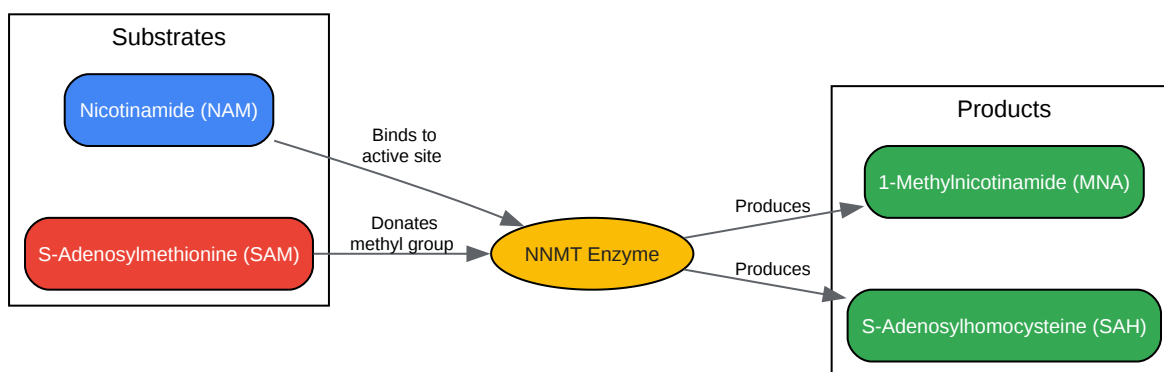 Substrates
Nicotinamide (NAM)
S-Adenosylmethionine (SAM)
Binds to
active site
Donates
methyl group
NNMT Enzyme
Produces
Produces
Products
1-Methylnicotinamide (MNA)
S-Adenosylhomocysteine (SAH)